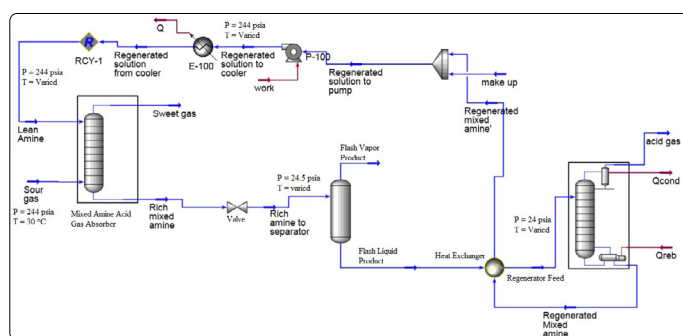 Q
P = 244 psia
T = Varied
R
RCY-1
Regenerated
solution
from cooler
E-100
Regenerated
solution to
cooler
P-100
work
Regenerated
solution to
pump
make up
Regenerated
mixed
amine'
P = 244 psia
T = Varied
Lean
Amine
Sweet gas
Sour
gas
P = 244 psia
T = 30 °C
Mixed Amine Acid
Gas Absorber
Rich
mixed
amine
Valve
P = 24.5 psia
T = varied
Rich
amine to
separator
Flash Vapor
Product
Flash Liquid
Product
Heat Exchanger
Regenerator Feed
P = 24 psia
T = Varied
acid gas
Qcond
Qreb
Regenerated
Mixed
amine